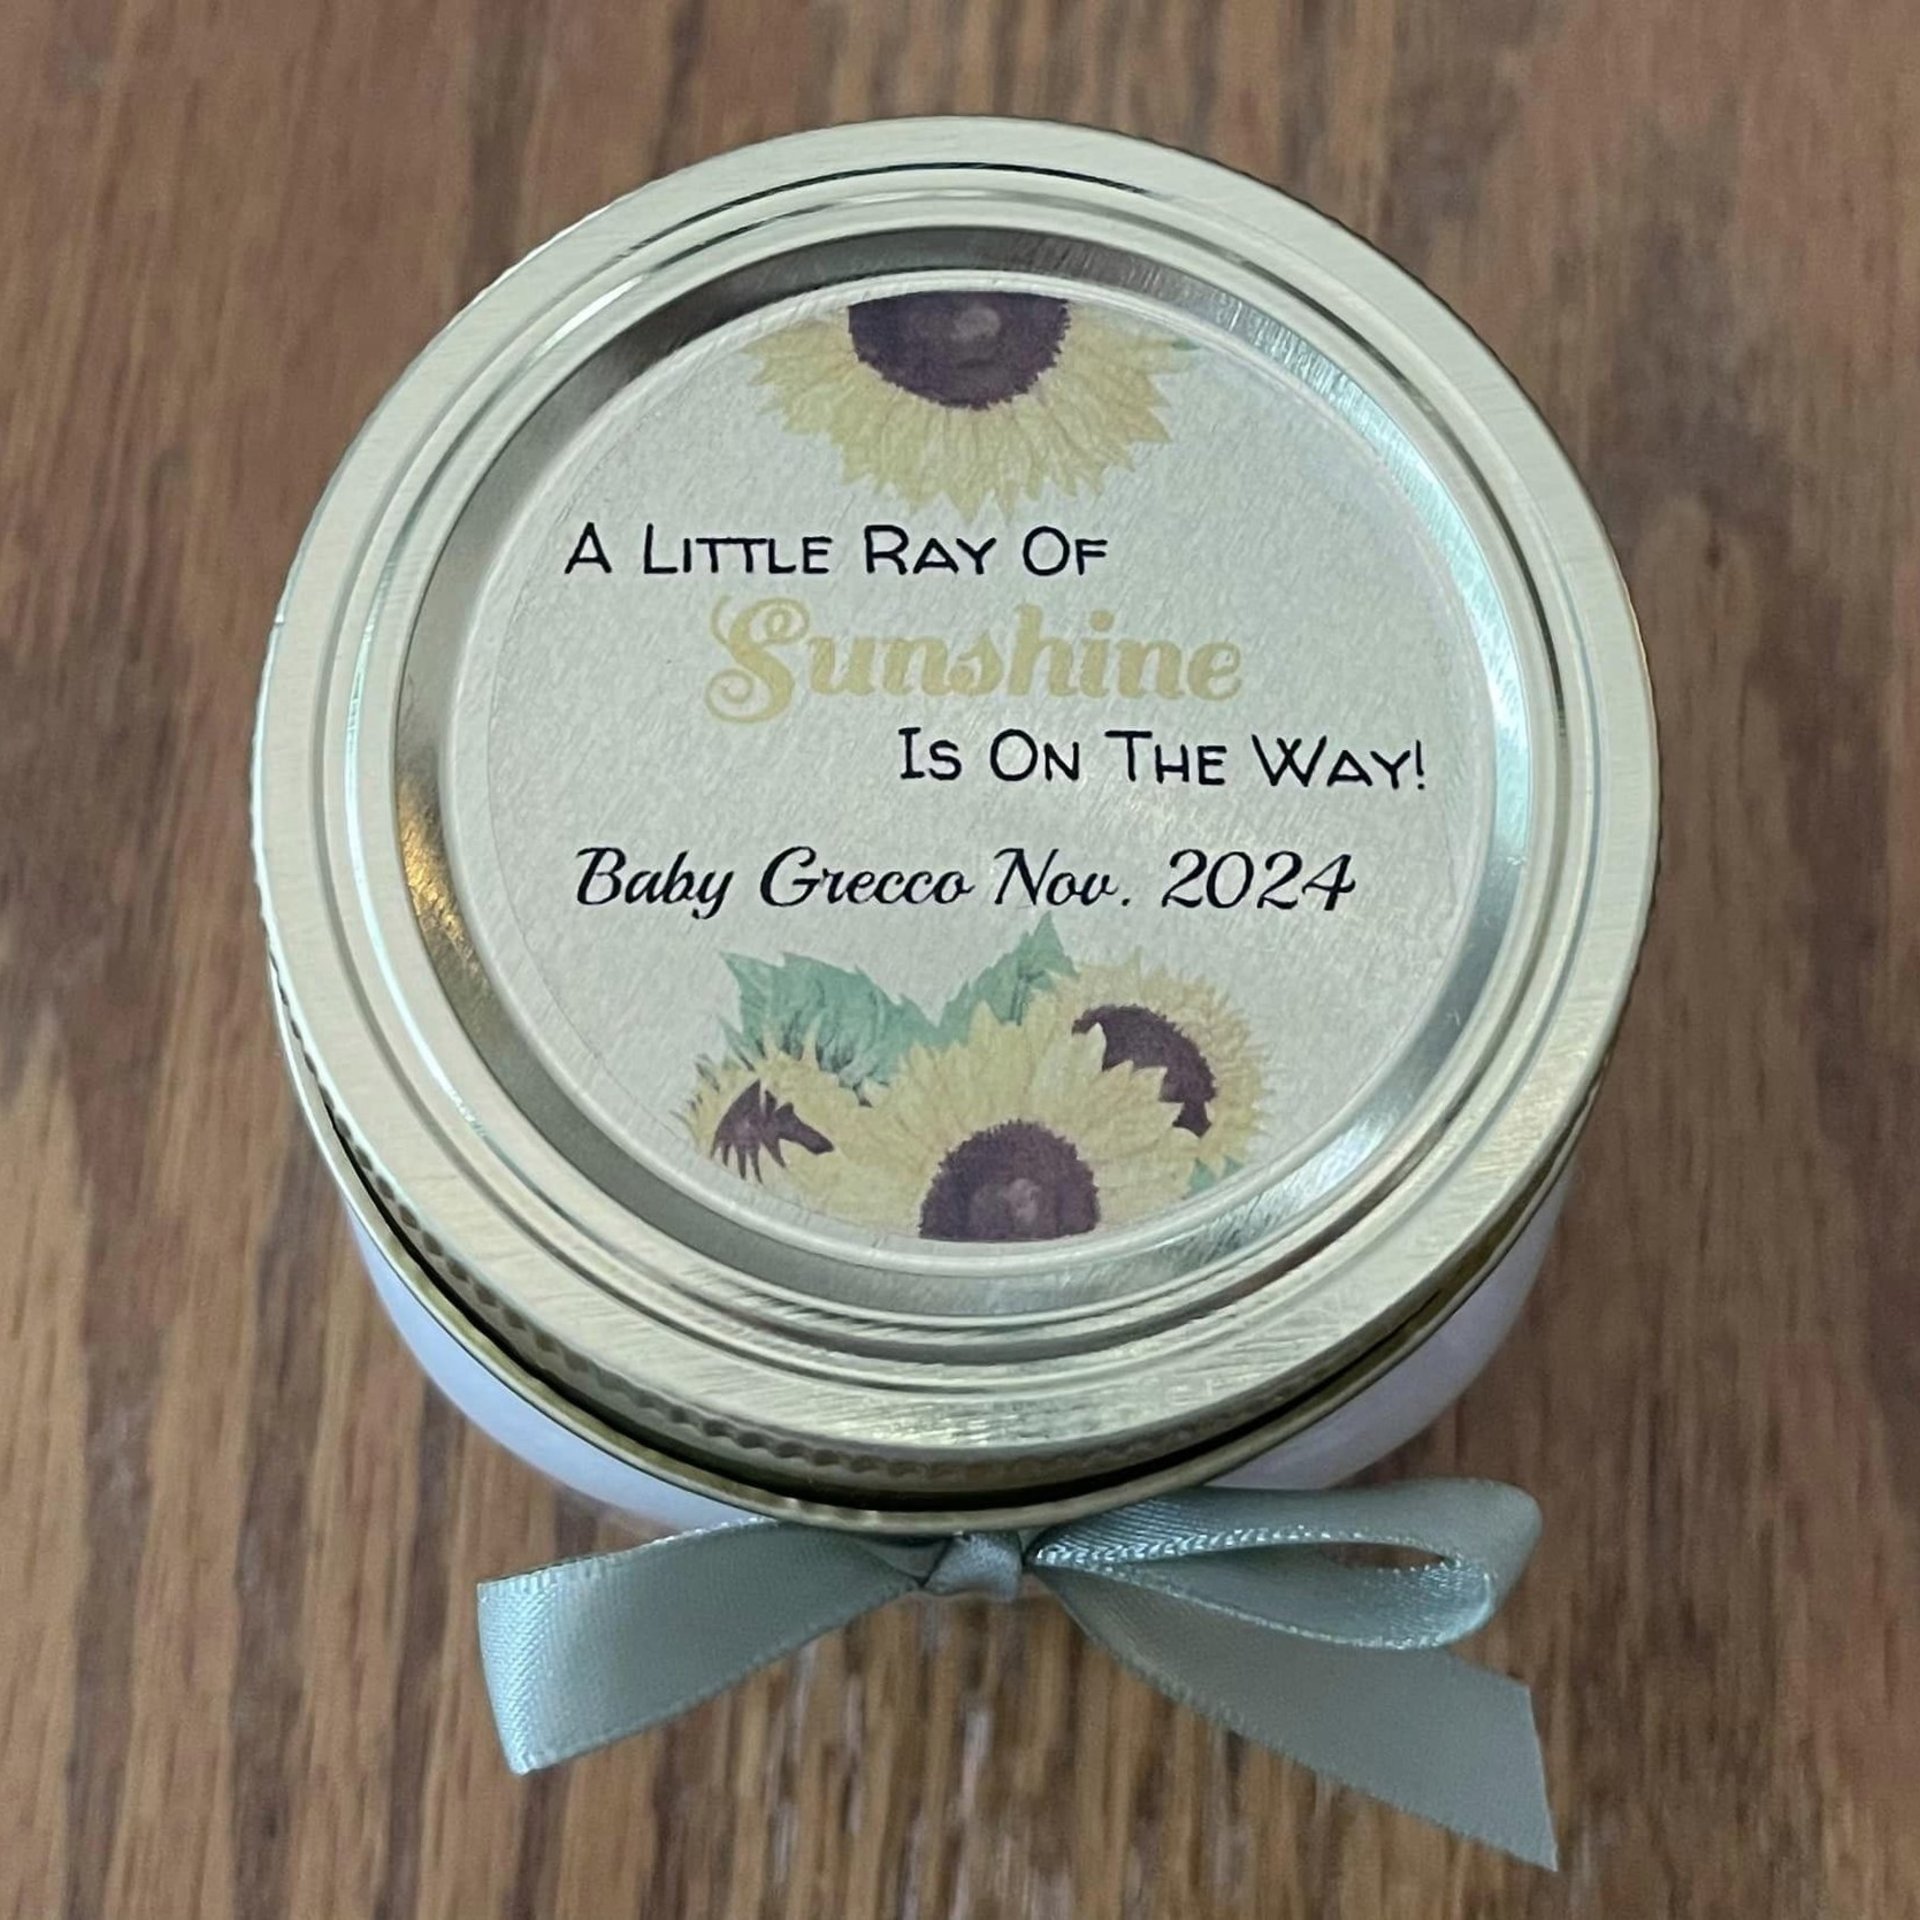 A Little Ray Of
Sunshine
Is On The Way!
Baby Grecco Nov. 2024